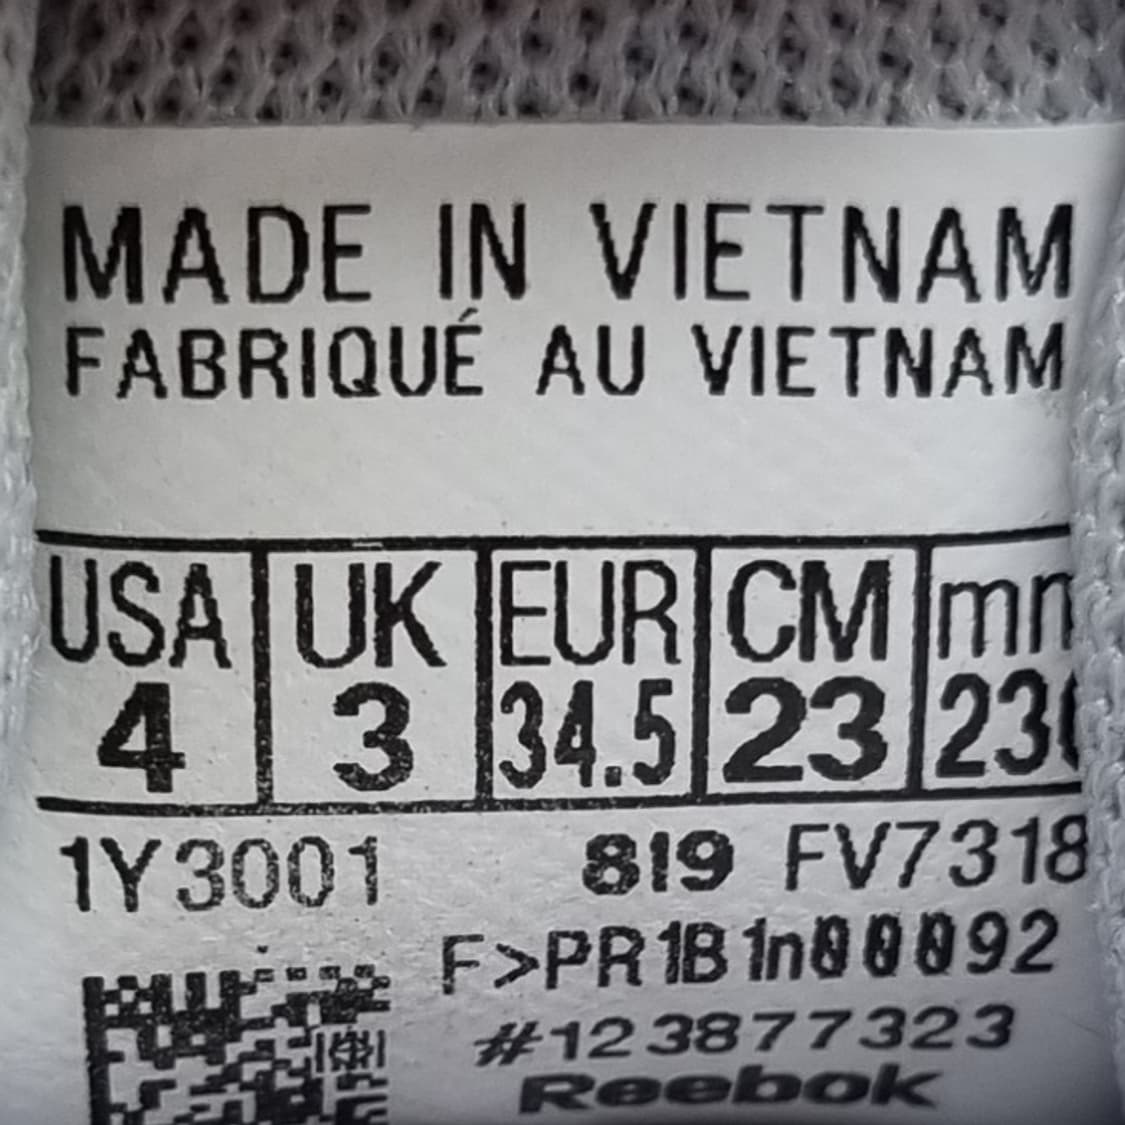 MADE IN VIETNAM
FABRIQUÉ AU VIETNAM
USA UK EUR CM
4 3 34.5 23
1Y3001 819 FV7318
#123877323
Reebok